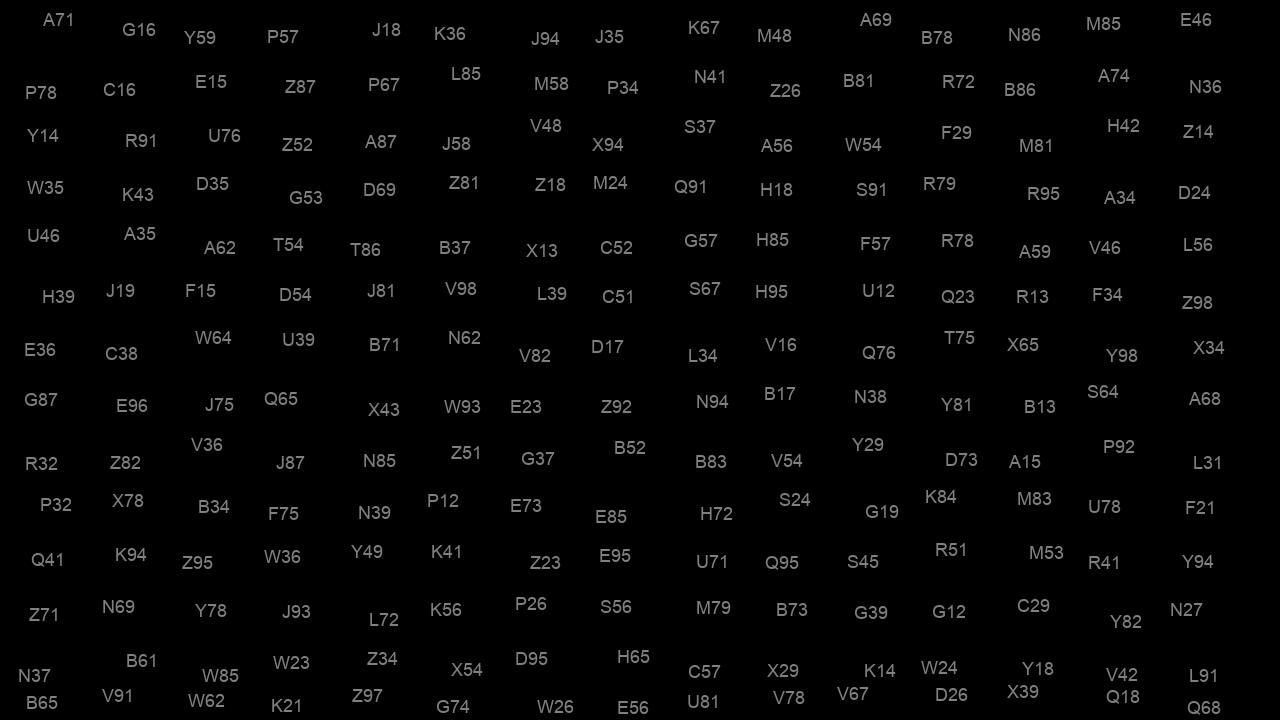 A71 G16 Y59 P57 J18 K36 J94 J35 K67 M48 A69 B78 N86 M85 E46
P78 C16 E15 Z87 P67 L85 M58 P34 N41 Z26 B81 R72 B86 A74 N36
Y14 R91 U76 Z52 A87 J58 V48 X94 S37 A56 W54 F29 M81 H42 Z14
W35 K43 D35 G53 D69 Z81 Z18 M24 Q91 H18 S91 R79 R95 A34 D24
U46 A35 A62 T54 T86 B37 X13 C52 G57 H85 F57 R78 A59 V46 L56
H39 J19 F15 D54 J81 V98 L39 C51 S67 H95 U12 Q23 R13 F34 Z98
E36 C38 W64 U39 B71 N62 V82 D17 L34 V16 Q76 T75 X65 Y98 X34
G87 E96 J75 Q65 X43 W93 E23 Z92 N94 B17 N38 Y81 B13 S64 A68
R32 Z82 V36 J87 N85 Z51 G37 B52 B83 V54 Y29 D73 A15 P92 L31
P32 X78 B34 F75 N39 P12 E73 E85 H72 S24 G19 K84 M83 U78 F21
Q41 K94 Z95 W36 Y49 K41 Z23 E95 U71 Q95 S45 R51 M53 R41 Y94
Z71 N69 Y78 J93 L72 K56 P26 S56 M79 B73 G39 G12 C29 Y82 N27
N37 B61 W85 W23 Z34 X54 D95 H65 C57 X29 K14 W24 Y18 V42 L91
B65 V91 W62 K21 Z97 G74 W26 E56 U81 V78 V67 D26 X39 Q18 Q68